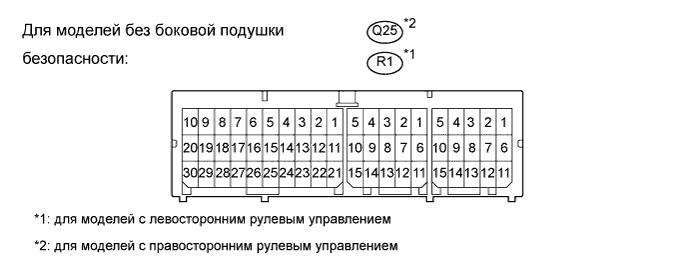 Для моделей без боковой подушки Q25 *2
безопасности: R1 *1
10 9 8 7 6 5 4 3 2 1 5 4 3 2 1 5 4 3 2 1
20 19 18 17 16 15 14 13 12 11 10 9 8 7 6 10 9 8 7 6
30 29 28 27 26 25 24 23 22 21 15 14 13 12 11 15 14 13 12 11
*1: для моделей с левосторонним рулевым управлением
*2: для моделей с правосторонним рулевым управлением